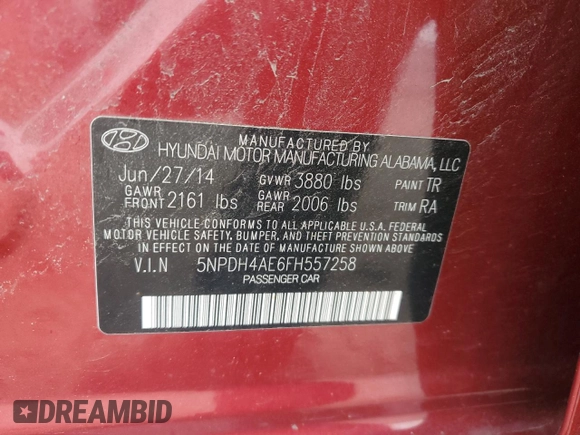 MANUFACTURED BY
HYUNDAI MOTOR MANUFACTURING ALABAMA, LLC
Jun/27/14 GVWR 3880 lbs PAINT TR
GAWR FRONT 2161 lbs GAWR REAR 2006 lbs TRIM RA
THIS VEHICLE CONFORMS TO ALL APPLICABLE U.S.A. FEDERAL
MOTOR VEHICLE SAFETY, BUMPER, AND THEFT PREVENTION STANDARDS
IN EFFECT ON THE DATE OF MANUFACTURE SHOWN ABOVE.
V.I.N 5NPDH4AE6FH557258
PASSENGER CAR
DREAMBID